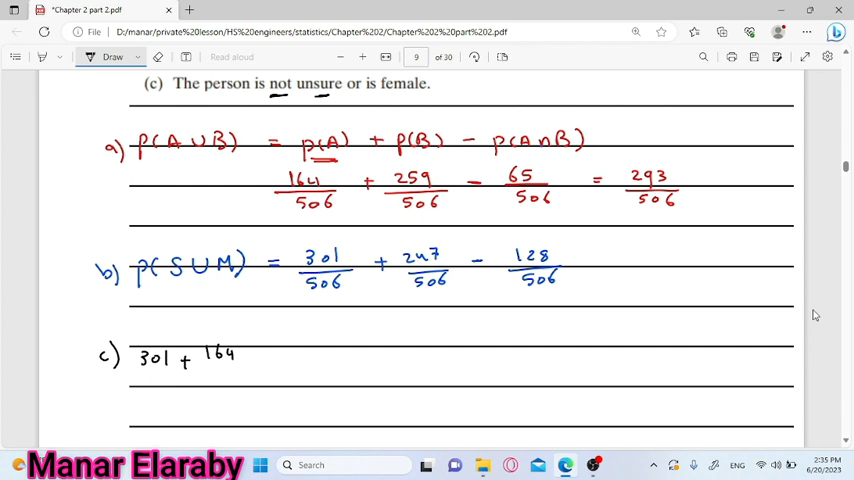 *Chapter 2 part 2.pdf
File D:/manar/private%20lesson/HS%20engineers/statistics/Chapter%202/Chapter%202%20part%202.pdf
Draw Read aloud 9 of 30
(c) The person is not unsure or is female.
a) P(A ∪ B) = P(A) + P(B) - P(A∩B)
164/506 + 259/506 - 65/506 = 293/506
b) P(S ∪ M) = 301/506 + 247/506 - 128/506
c) 301 + 164
Manar Elaraby
Search
ENG
2:35 PM
6/20/2023